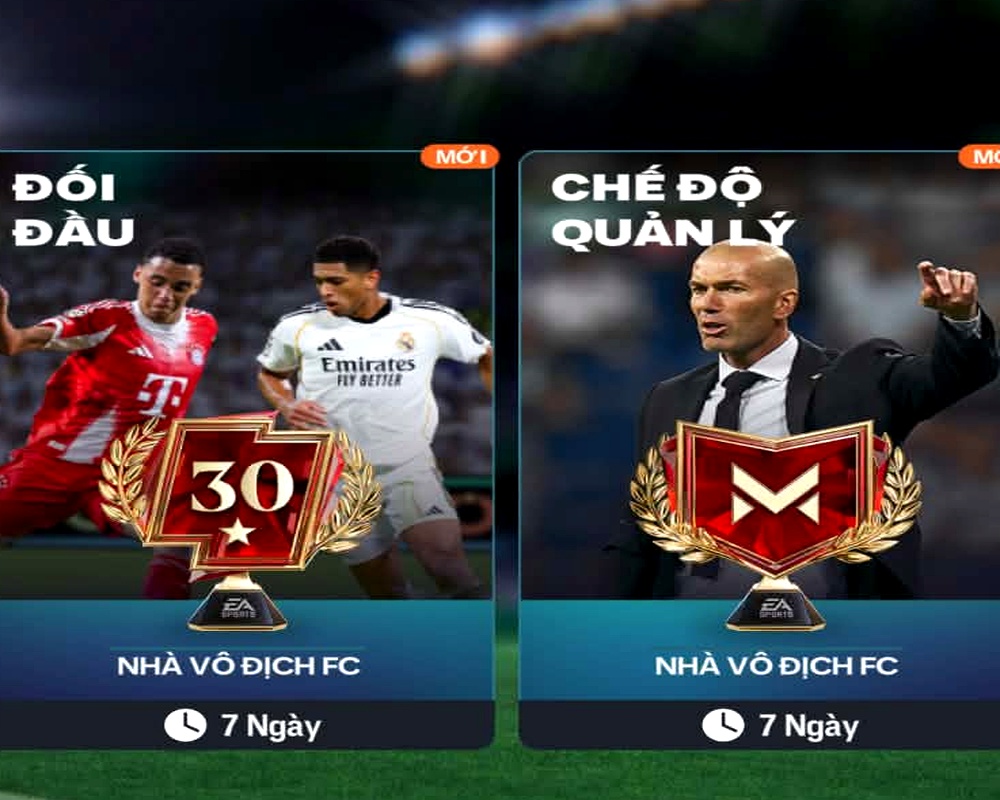 MỚI
ĐỐI
ĐẦU
Emirates
FLY BETTER
T
30
EA
SPORTS
NHÀ VÔ ĐỊCH FC
7 Ngày
CHẾ ĐỘ
QUẢN LÝ
EA
SPORTS
NHÀ VÔ ĐỊCH FC
7 Ngày